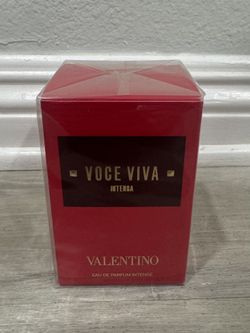 VOCE VIVA
INTENSA
VALENTINO
EAU DE PARFUM INTENSE